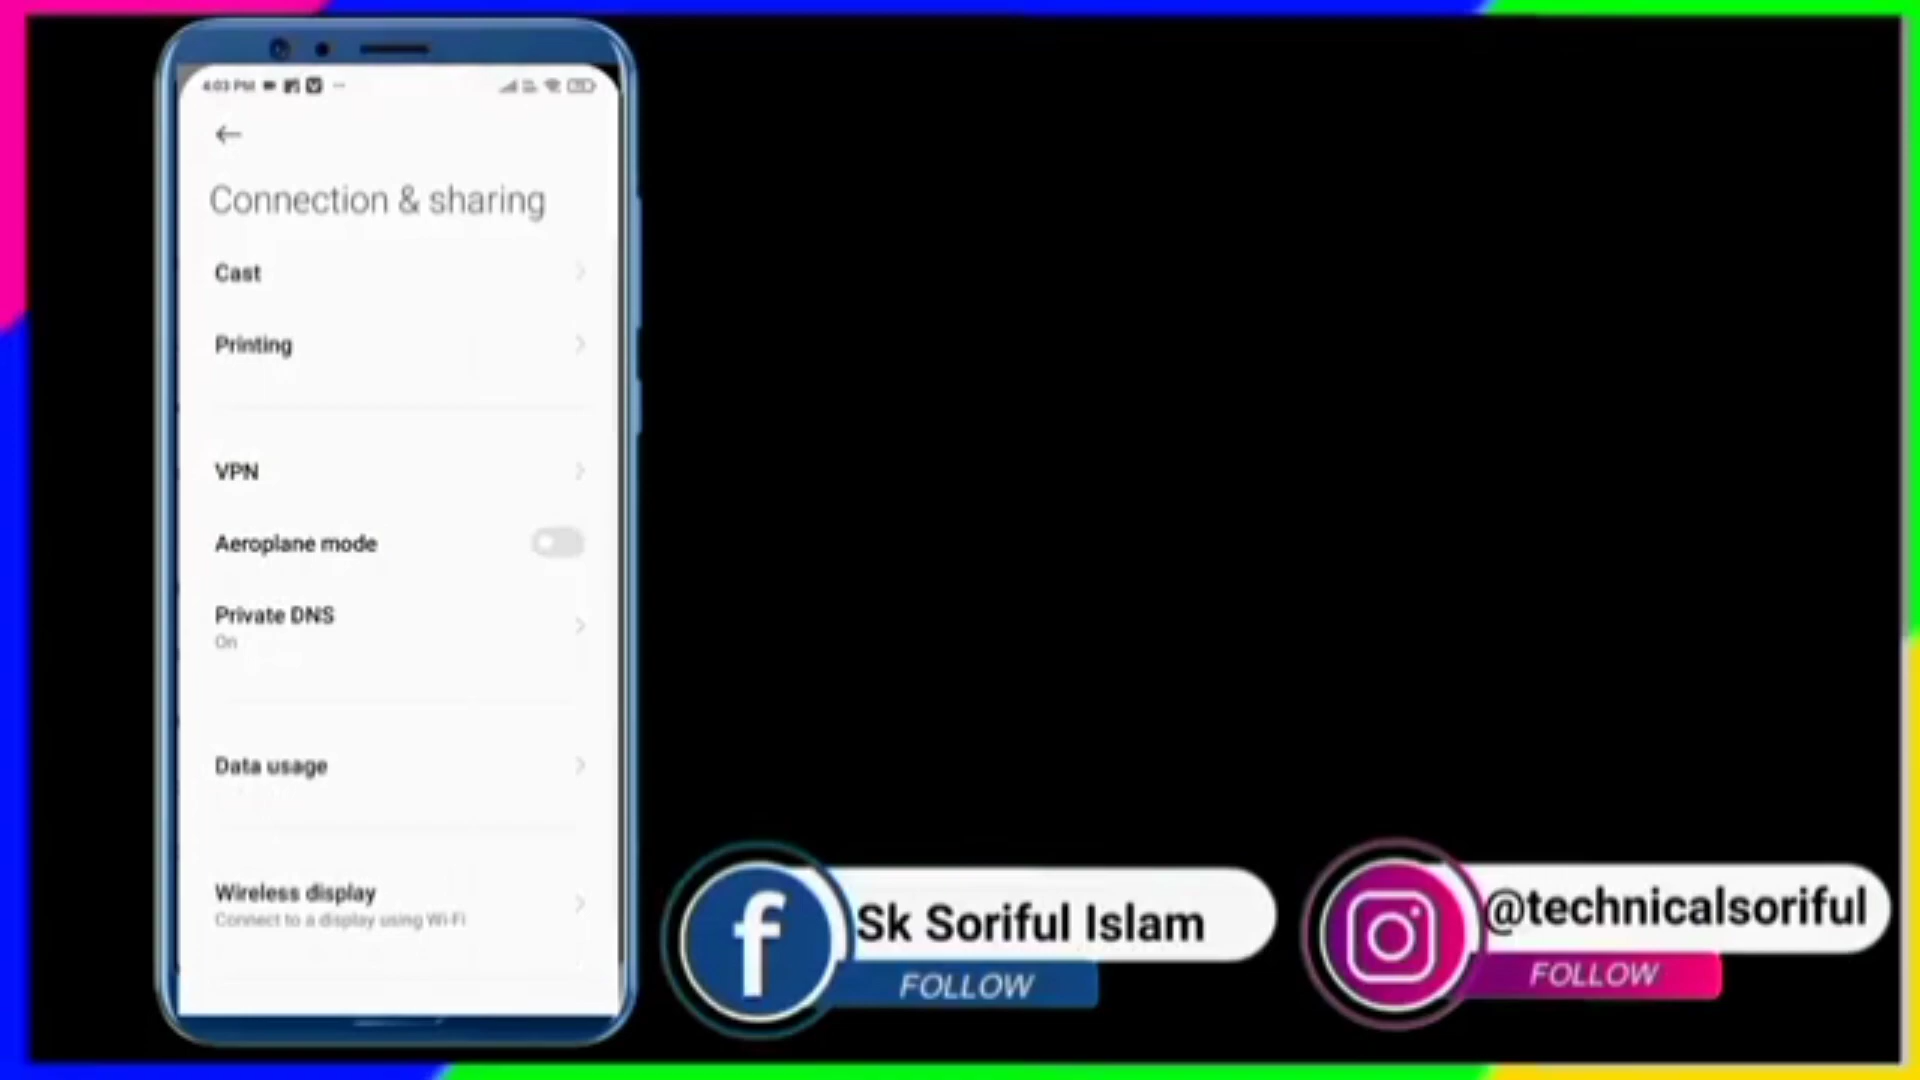 4:03 PM
Connection & sharing
Cast
Printing
VPN
Aeroplane mode
Private DNS
On
Data usage
Wireless display
Connect to a display using Wi-Fi
Sk Soriful Islam
FOLLOW
@technicalsoriful
FOLLOW